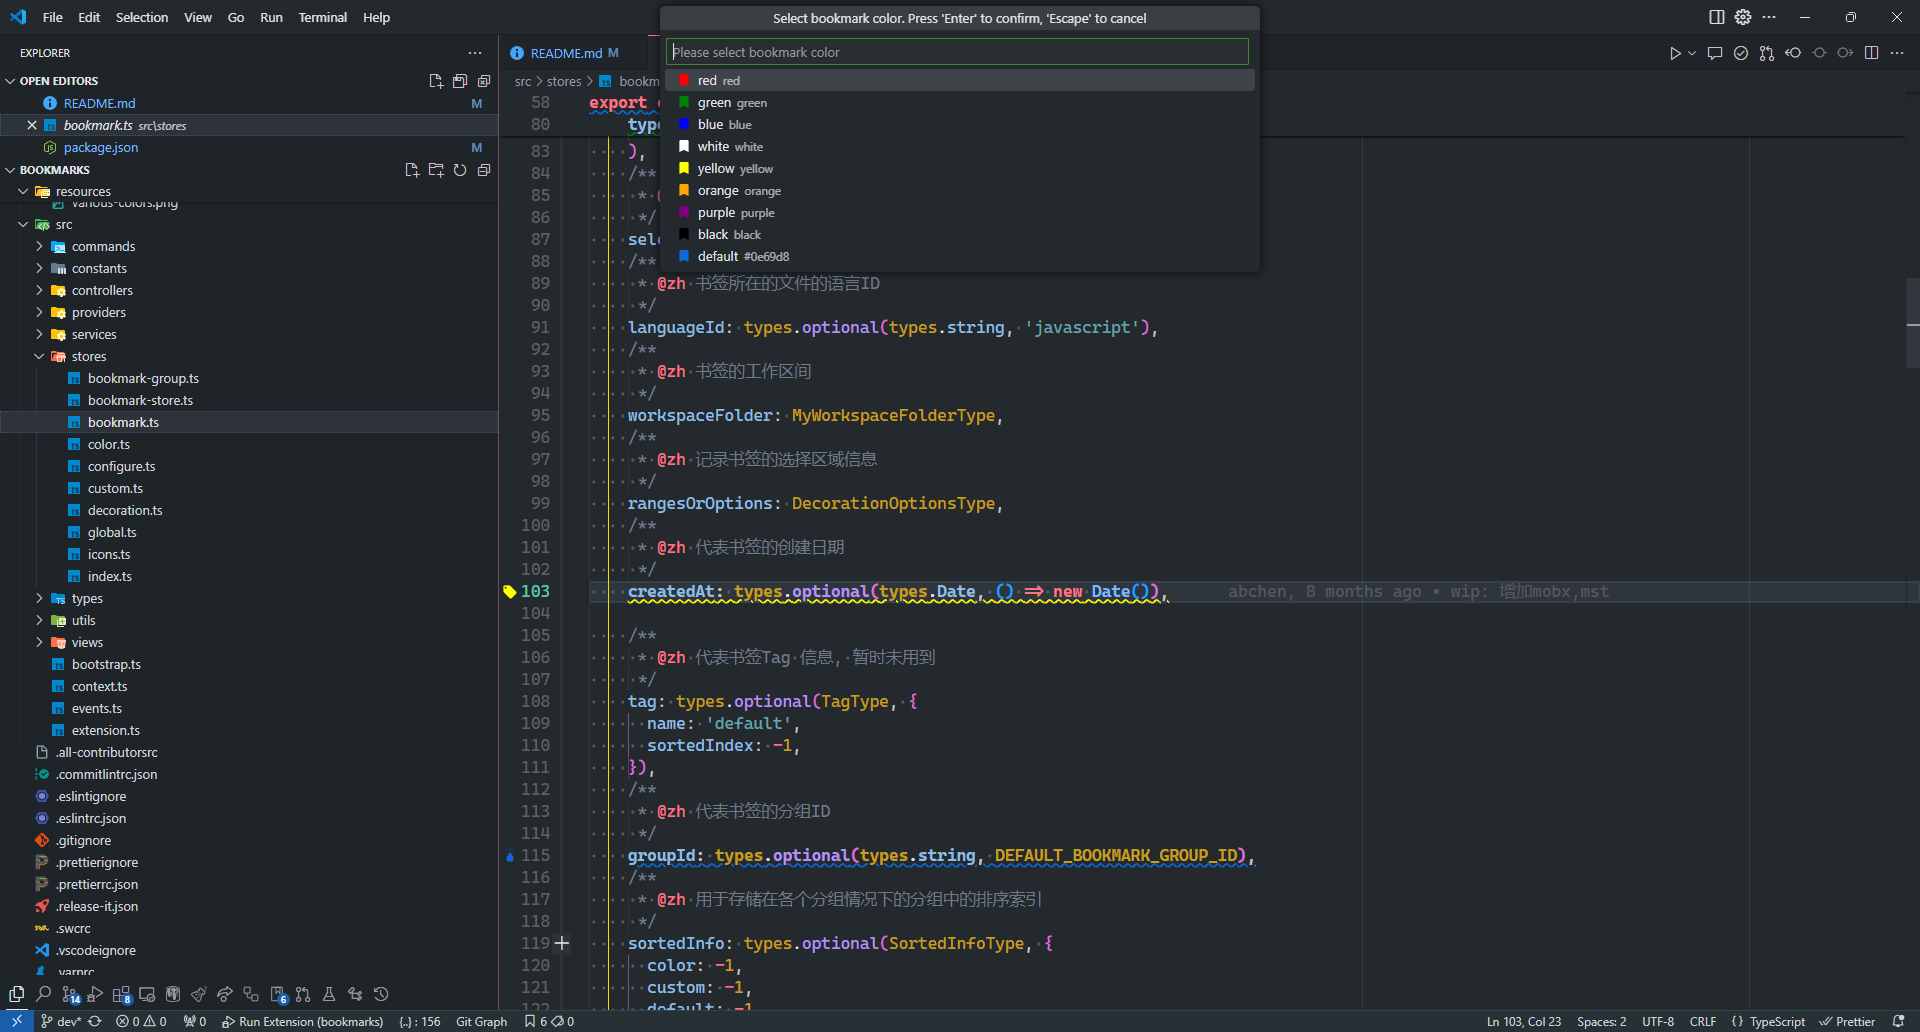 File Edit Selection View Go Run Terminal Help
Select bookmark color. Press 'Enter' to confirm, 'Escape' to cancel
Please select bookmark color
red red
green green
blue blue
white white
yellow yellow
orange orange
purple purple
black black
default #0e69d8
EXPLORER
OPEN EDITORS
README.md M
bookmark.ts src\stores
package.json M
BOOKMARKS
resources
various-colors.png
src
commands
constants
controllers
providers
services
stores
bookmark-group.ts
bookmark-store.ts
bookmark.ts
color.ts
configure.ts
custom.ts
decoration.ts
global.ts
icons.ts
index.ts
types
utils
views
bootstrap.ts
context.ts
events.ts
extension.ts
.all-contributorsrc
.commitlintrc.json
.eslintignore
.eslintrc.json
.gitignore
.prettierignore
.prettierrc.json
.release-it.json
.swcrc
.vscodeignore
.yarnrc
14 8 6
README.md M
src > stores > bookm
58 export
80 type
83 ),
84 /**
85 *
86 */
87 sele
88 /**
89 * @zh 书签所在的文件的语言ID
90 */
91 languageId: types.optional(types.string, 'javascript'),
92 /**
93 * @zh 书签的工作区间
94 */
95 workspaceFolder: MyWorkspaceFolderType,
96 /**
97 * @zh 记录书签的选择区域信息
98 */
99 rangesOrOptions: DecorationOptionsType,
100 /**
101 * @zh 代表书签的创建日期
102 */
103 createdAt: types.optional(types.Date, () => new Date()), abchen, 8 months ago • wip: 增加mobx,mst
104
105 /**
106 * @zh 代表书签Tag 信息, 暂时未用到
107 */
108 tag: types.optional(TagType, {
109 name: 'default',
110 sortedIndex: -1,
111 }),
112 /**
113 * @zh 代表书签的分组ID
114 */
115 groupId: types.optional(types.string, DEFAULT_BOOKMARK_GROUP_ID),
116 /**
117 * @zh 用于存储在各个分组情况下的分组中的排序索引
118 */
119 sortedInfo: types.optional(SortedInfoType, {
120 color: -1,
121 custom: -1,
122 default: -1
dev* 0 0 0 Run Extension (bookmarks) {..} : 156 Git Graph 6 0 Ln 103, Col 23 Spaces: 2 UTF-8 CRLF {} TypeScript Prettier